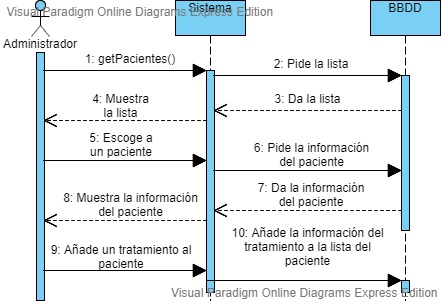 Visual Paradigm Online Diagrams Express Edition
Sistema
BBDD
Administrador
1: getPacientes()
2: Pide la lista
3: Da la lista
4: Muestra
la lista
5: Escoge a
un paciente
6: Pide la información
del paciente
7: Da la información
del paciente
8: Muestra la información
del paciente
9: Añade un tratamiento al
paciente
10: Añade la información del
tratamiento a la lista del
paciente
Visual Paradigm Online Diagrams Express Edition